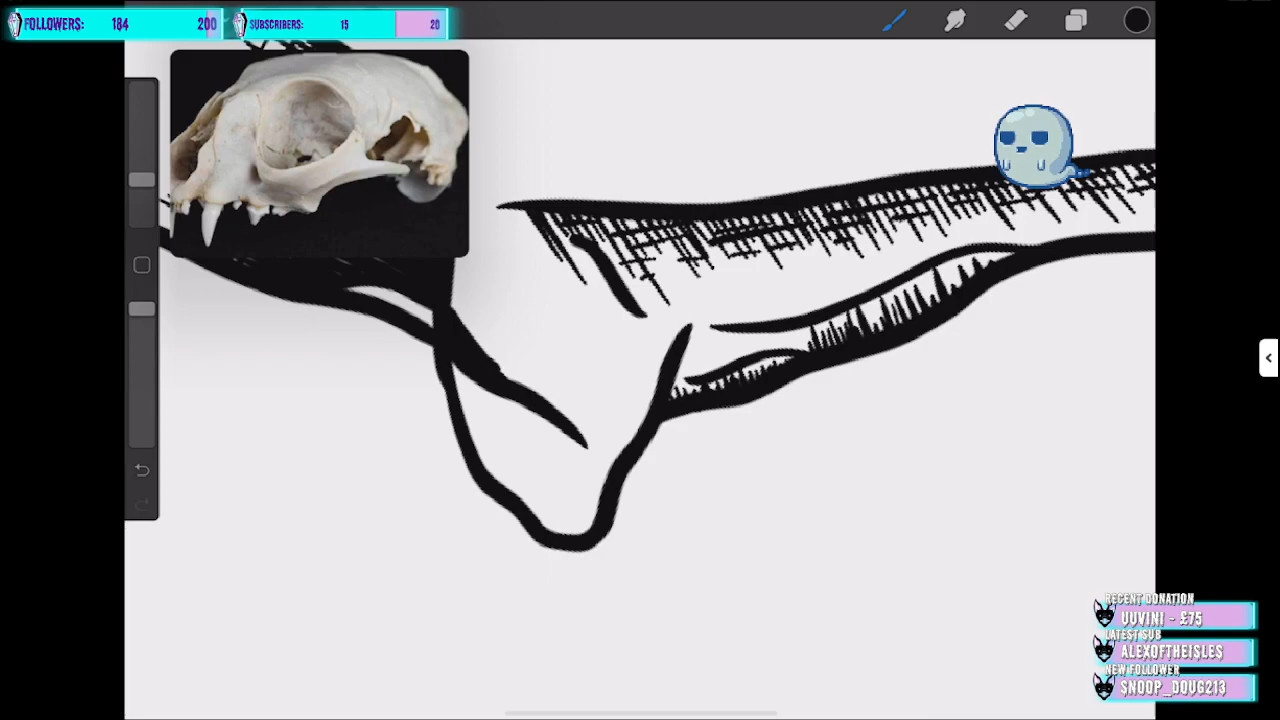 FOLLOWERS: 184 200
SUBSCRIBERS: 15 20
RECENT DONATION
UUVINI - £75
LATEST SUB
ALEXOFTHEISLES
NEW FOLLOWER
SNOOP_DOUG213